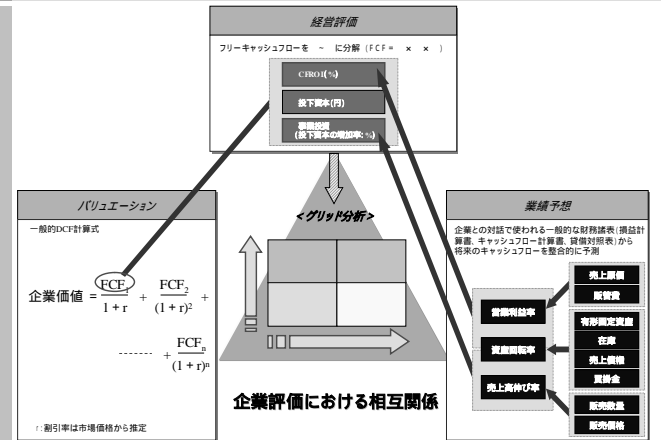 経営評価
フリーキャッシュフローを ~ に分解（FCF= × × ）
CFROI(%)
投下資本(円)
事業投資
(投下資本の増加率:%)
バリュエーション
一般的DCF計算式
企業価値 = FCF1 / 1 + r + FCF2 / (1 + r)² +
------ + FCFn / (1 + r)ⁿ
r : 割引率は市場価格から推定
<グリッド分析>
企業評価における相互関係
業績予想
企業との対話で使われる一般的な財務諸表(損益計
算書、キャッシュフロー計算書、貸借対照表)から
将来のキャッシュフローを整合的に予測
営業利益率
資産回転率
売上高伸び率
売上原価
販管費
有形固定資産
在庫
売上債権
買掛金
販売数量
販売価格